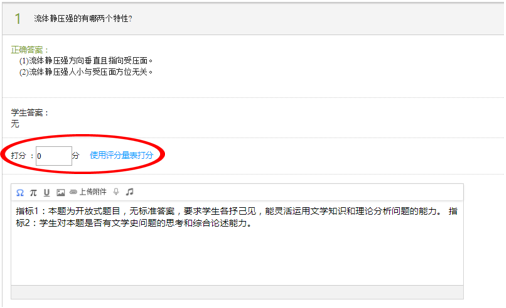 1 流体静压强的有哪两个特性?
正确答案：
(1)流体静压强方向垂直且指向受压面。
(2)流体静压强人小与受压面方位无关。
学生答案：
无
打分：0 分 使用评分量表打分
Ω π U 上传附件
指标1：本题为开放式题目，无标准答案，要求学生各抒己见，能灵活运用文学知识和理论分析问题的能力。 指
标2：学生对本题是否有文学史问题的思考和综合论述能力。